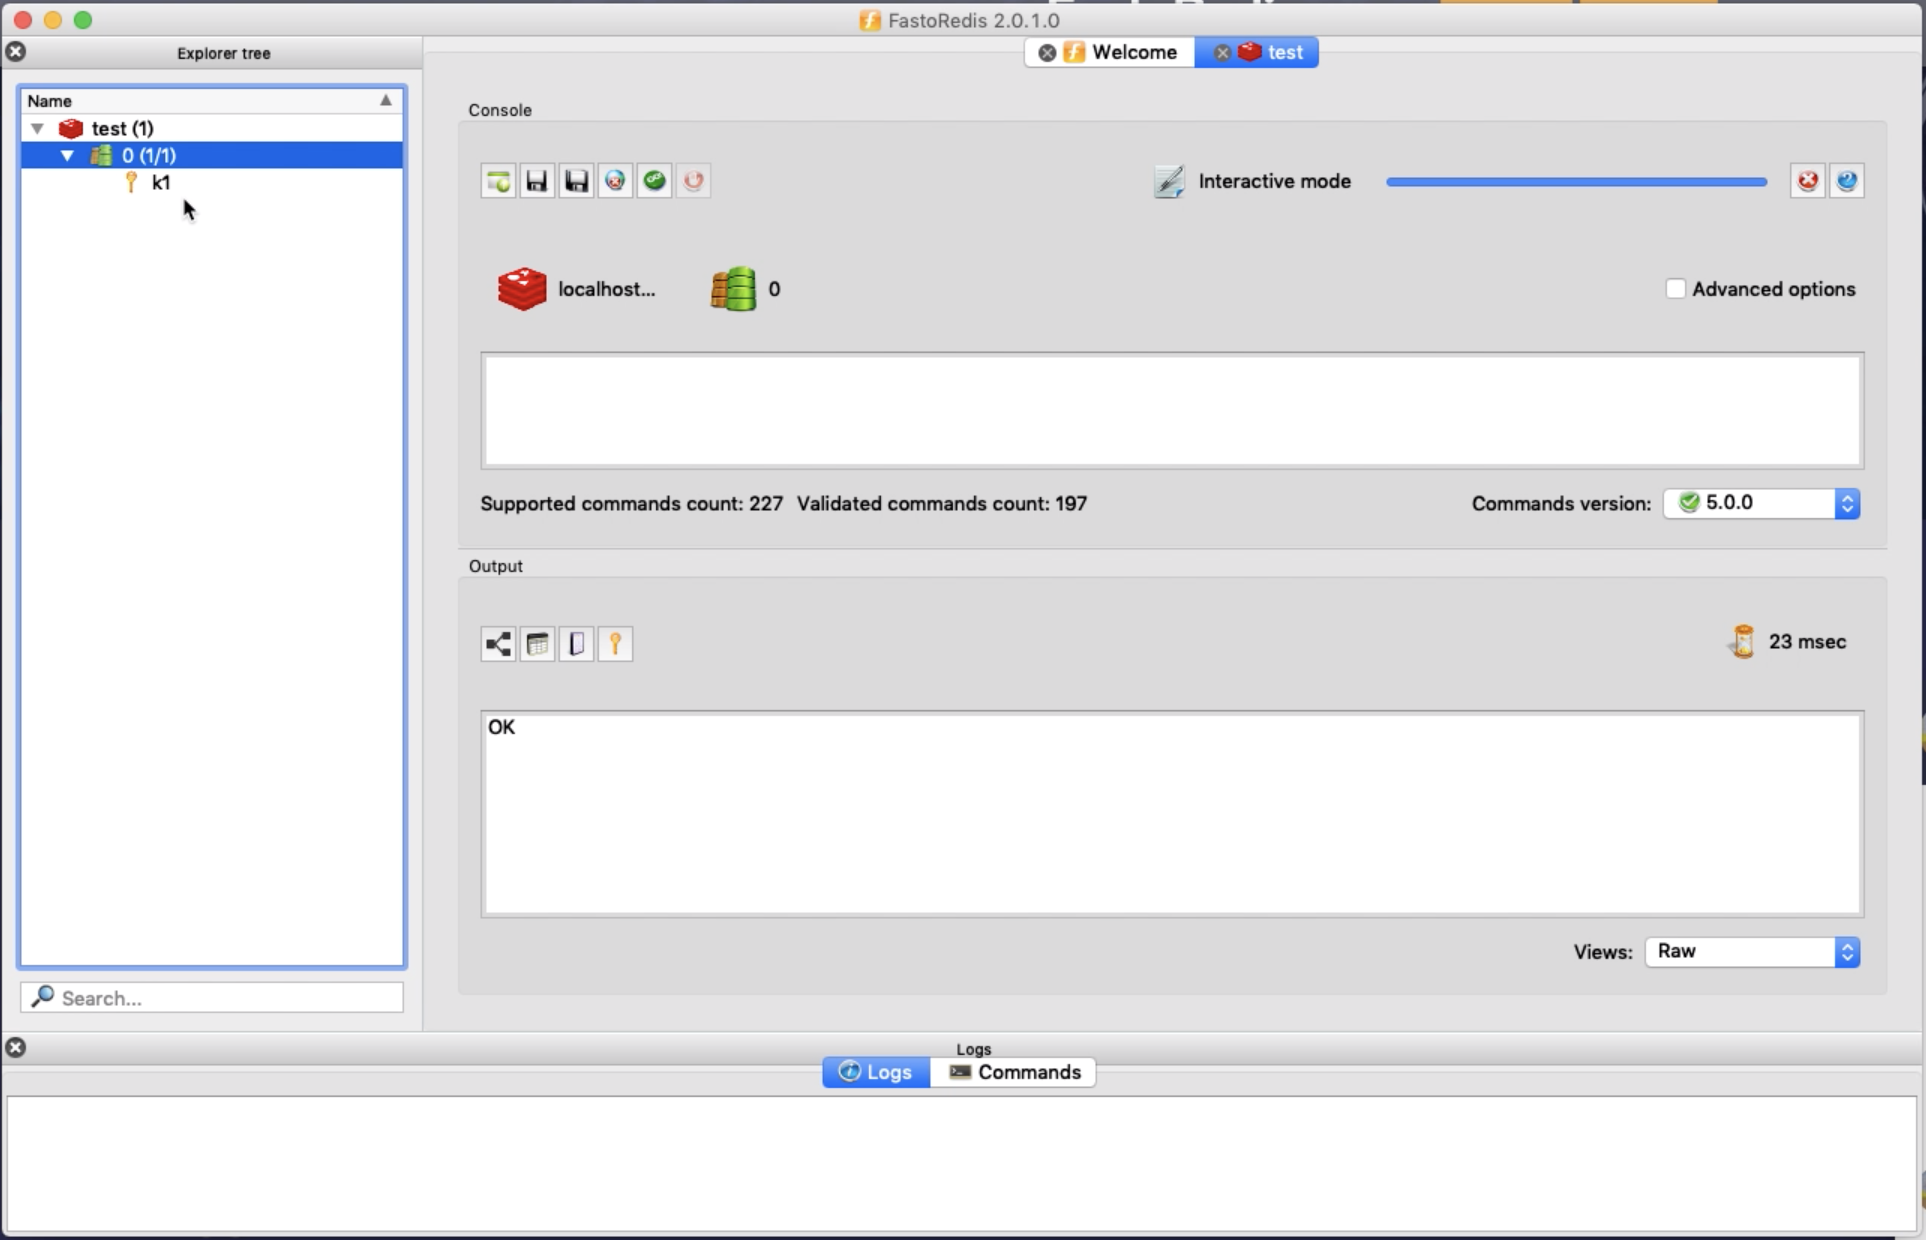 FastoRedis 2.0.1.0
Explorer tree
Welcome
test
Name
test (1)
0 (1/1)
k1
Search...
Console
Interactive mode
localhost...
0
Advanced options
Supported commands count: 227 Validated commands count: 197
Commands version: 5.0.0
Output
23 msec
OK
Views: Raw
Logs
Logs
Commands